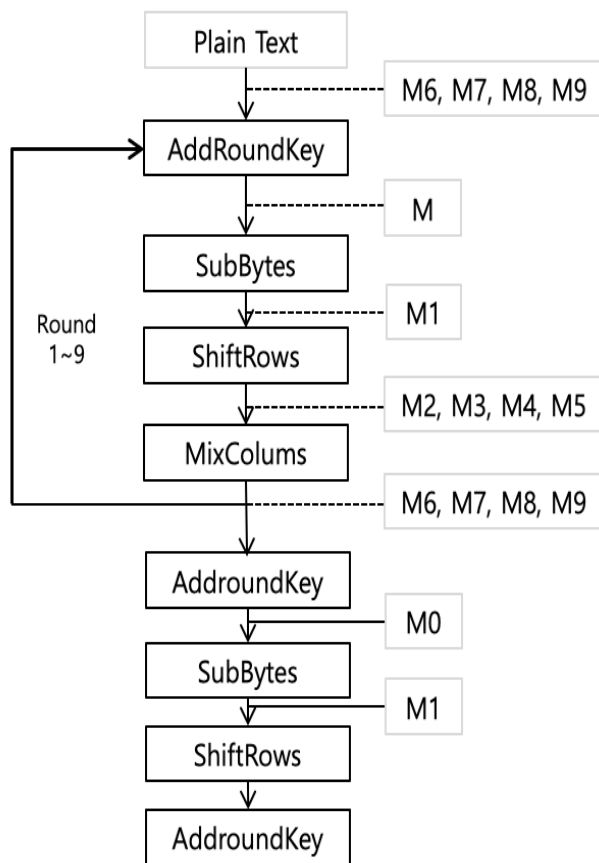 Plain Text
M6, M7, M8, M9
AddRoundKey
M
SubBytes
M1
Round
1~9
ShiftRows
M2, M3, M4, M5
MixColums
M6, M7, M8, M9
AddroundKey
M0
SubBytes
M1
ShiftRows
AddroundKey